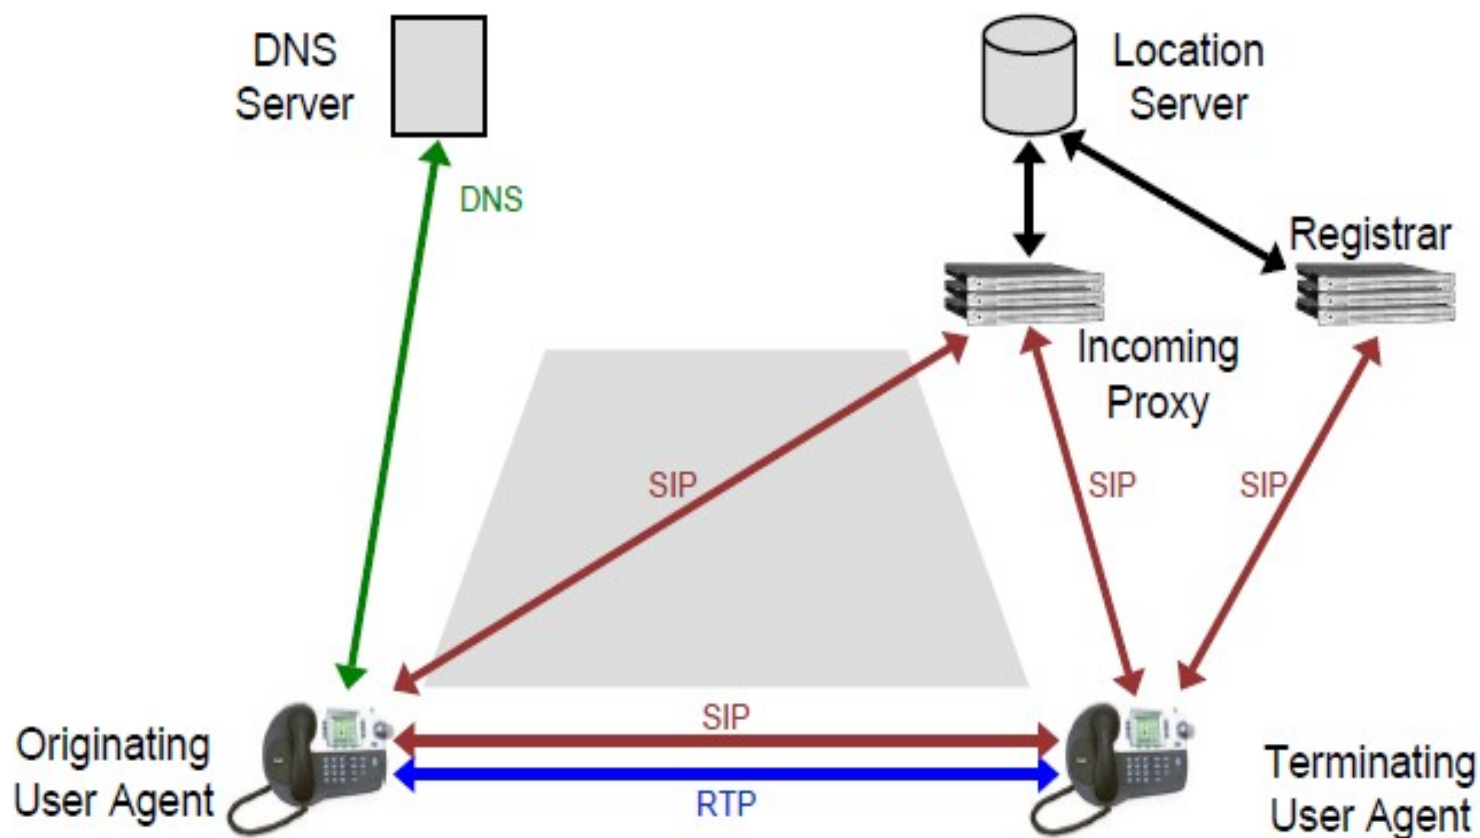 DNS
Server
Location
Server
DNS
Registrar
Incoming
Proxy
SIP
SIP
SIP
SIP
Originating
User Agent
RTP
Terminating
User Agent